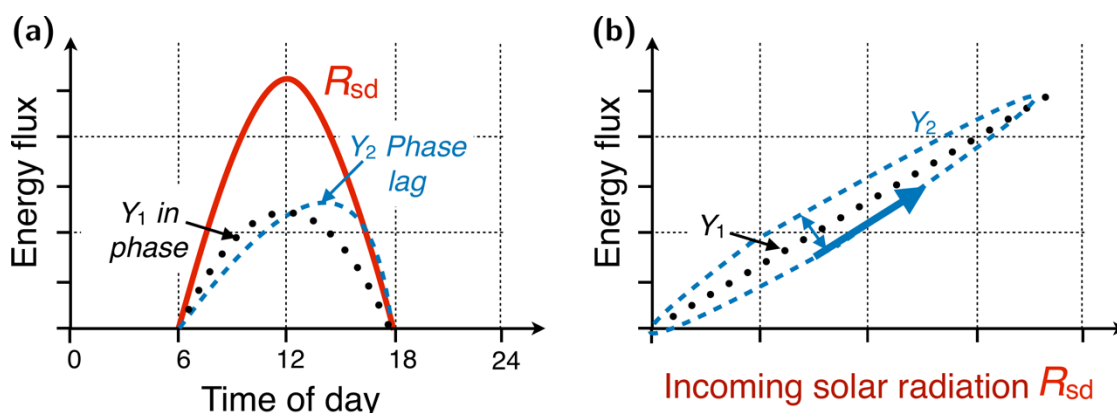 (a)
Energy flux
R_sd
Y_2 Phase
lag
Y_1 in
phase
0 6 12 18 24
Time of day
(b)
Energy flux
Y_2
Y_1
Incoming solar radiation R_sd